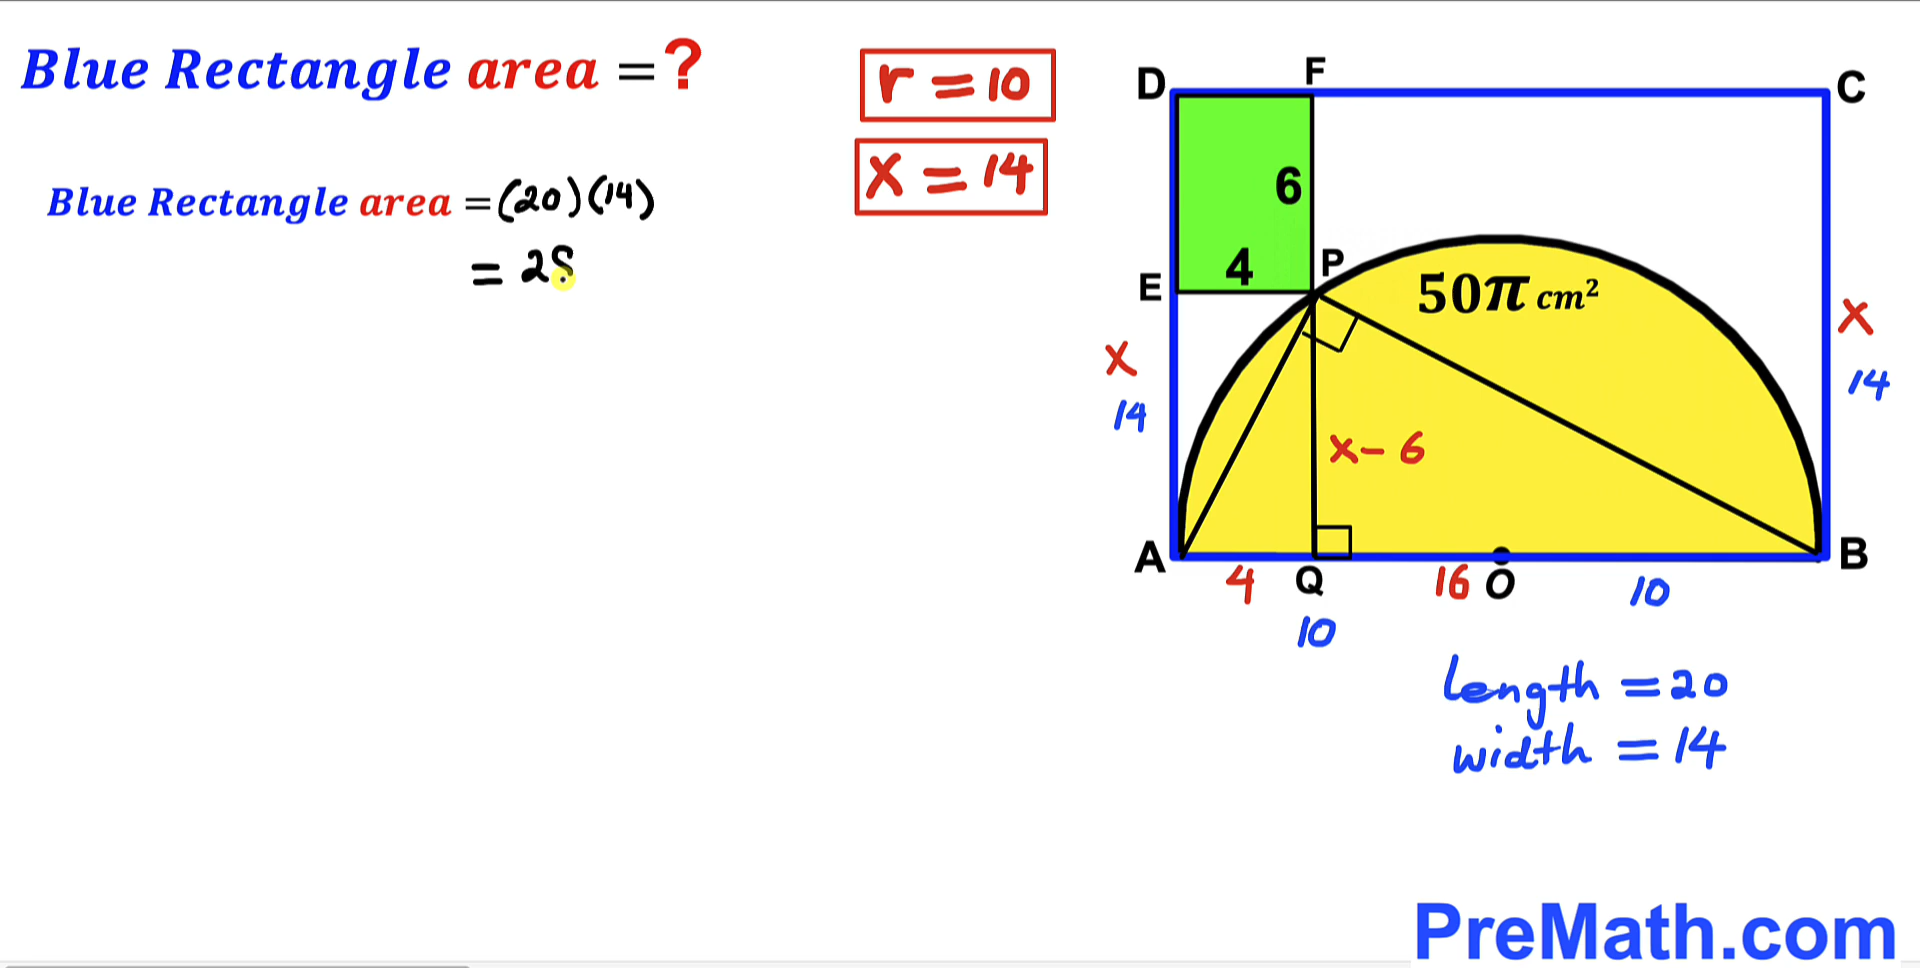 Blue Rectangle area = ?
r = 10
x = 14
Blue Rectangle area = (20)(14)
= 28
D
F
C
6
4
P
E
50π cm²
x
14
x
14
x - 6
A
B
4
Q
16
O
10
10
length = 20
width = 14
PreMath.com